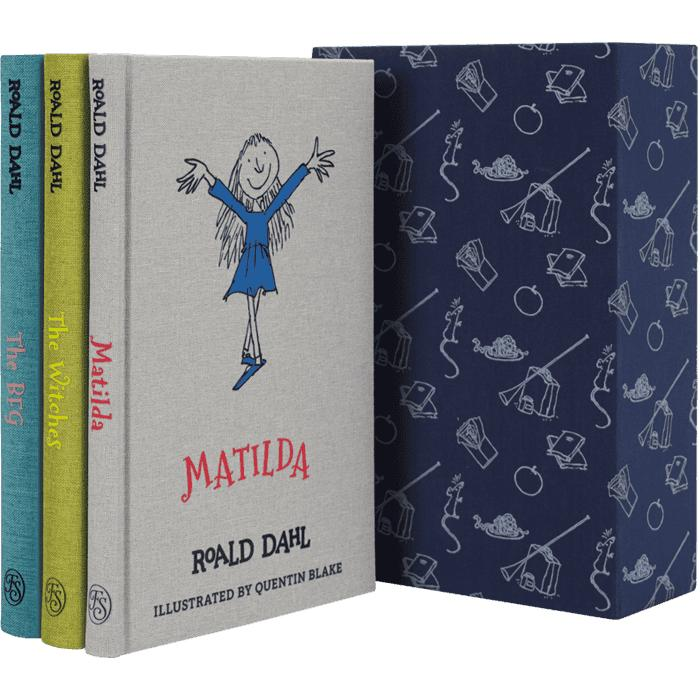 ROALD DAHL
The BFG
FS
ROALD DAHL
The Witches
FS
ROALD DAHL
Matilda
FS
MATILDA
ROALD DAHL
ILLUSTRATED BY QUENTIN BLAKE